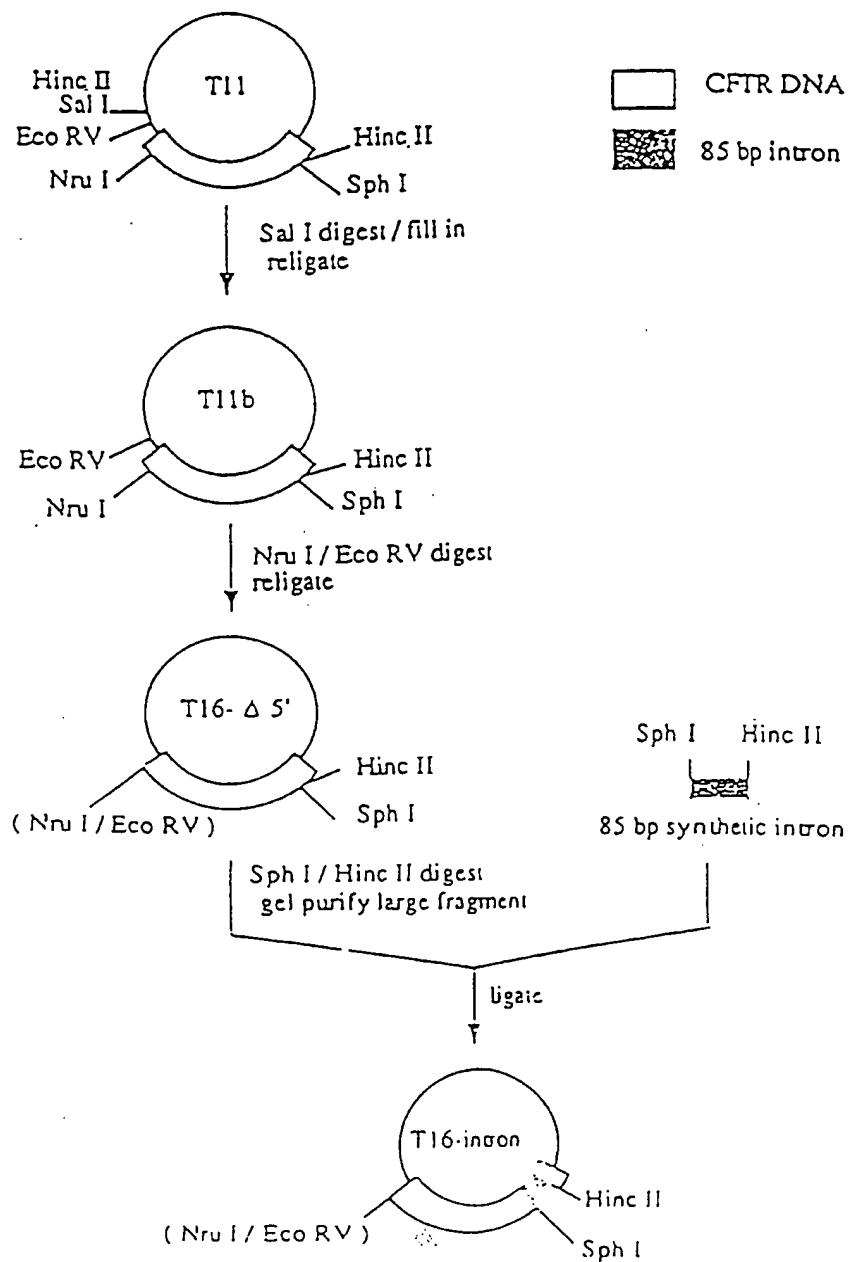 T11
Hinc II
Sal I
Eco RV
Nru I
Hinc II
Sph I
CFTR DNA
85 bp intron
Sal I digest / fill in
religate
T11b
Eco RV
Nru I
Hinc II
Sph I
Nru I / Eco RV digest
religate
T16- Δ 5'
Hinc II
Sph I
( Nru I / Eco RV )
Sph I Hinc II
85 bp synthetic intron
Sph I / Hinc II digest
gel purify large fragment
ligate
T16-intron
Hinc II
( Nru I / Eco RV )
Sph I